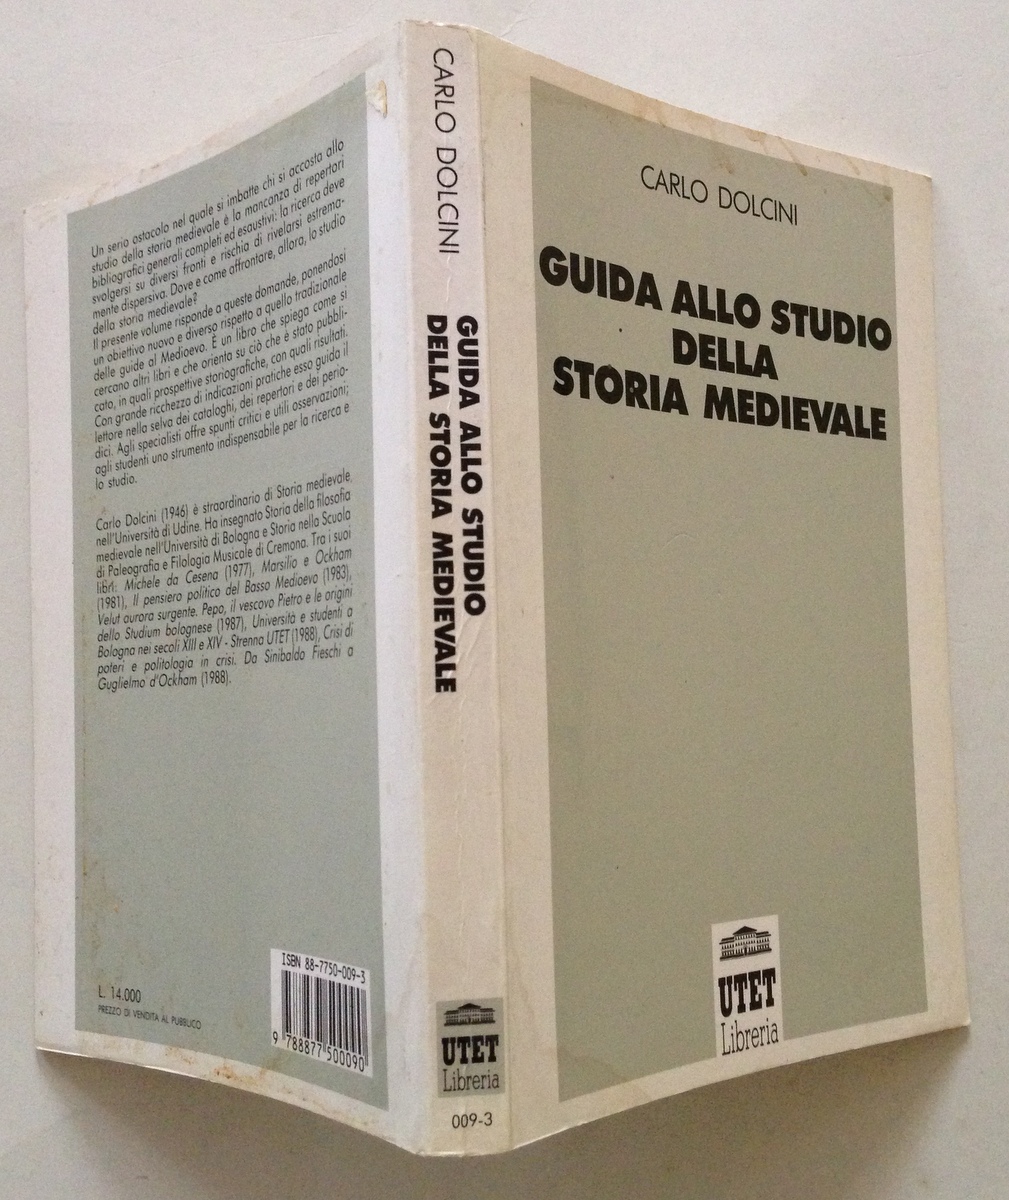 Un serio ostacolo nel quale si imbatte chi si accosta allo
studio della storia medievale è la mancanza di repertori
bibliografici generali completi ed esaustivi: la ricerca deve
svolgersi su diversi fronti e rischia di rivelarsi estrema-
mente dispersiva. Dove e come affrontare, allora, lo studio
della storia medievale?
Il presente volume risponde a queste domande, ponendosi
un obiettivo nuovo e diverso rispetto a quello tradizionale
delle guide al Medioevo. È un libro che spiega come si
cercano altri libri e che orienta su ciò che è stato pubbli-
cato, in quali prospettive storiografiche, con quali risultati.
Con grande ricchezza di indicazioni pratiche esso guida il
lettore nella selva dei cataloghi, dei repertori e dei perio-
dici. Agli specialisti offre spunti critici e utili osservazioni;
agli studenti uno strumento indispensabile per la ricerca e
lo studio.
Carlo Dolcini (1946) è straordinario di Storia medievale
nell'Università di Udine. Ha insegnato Storia della filosofia
medievale nell'Università di Bologna e Storia nella Scuola
di Paleografia e Filologia Musicale di Cremona. Tra i suoi
libri: Michele da Cesena (1977), Marsilio e Ockham
(1981), Il pensiero politico del Basso Medioevo (1983),
Velut aurora surgente. Pepo, il vescovo Pietro e le origini
dello Studium bolognese (1987), Università e studenti a
Bologna nei secoli XIII e XIV - Strenna UTET (1988), Crisi di
poteri e politologia in crisi. Da Sinibaldo Fieschi a
Guglielmo d'Ockham (1988).
L. 14.000
PREZZO DI VENDITA AL PUBBLICO
ISBN 88-7750-009-3
9 788877 500090
CARLO DOLCINI
GUIDA ALLO STUDIO
DELLA STORIA MEDIEVALE
UTET
Libreria
009-3
CARLO DOLCINI
GUIDA ALLO STUDIO
DELLA
STORIA MEDIEVALE
UTET
Libreria